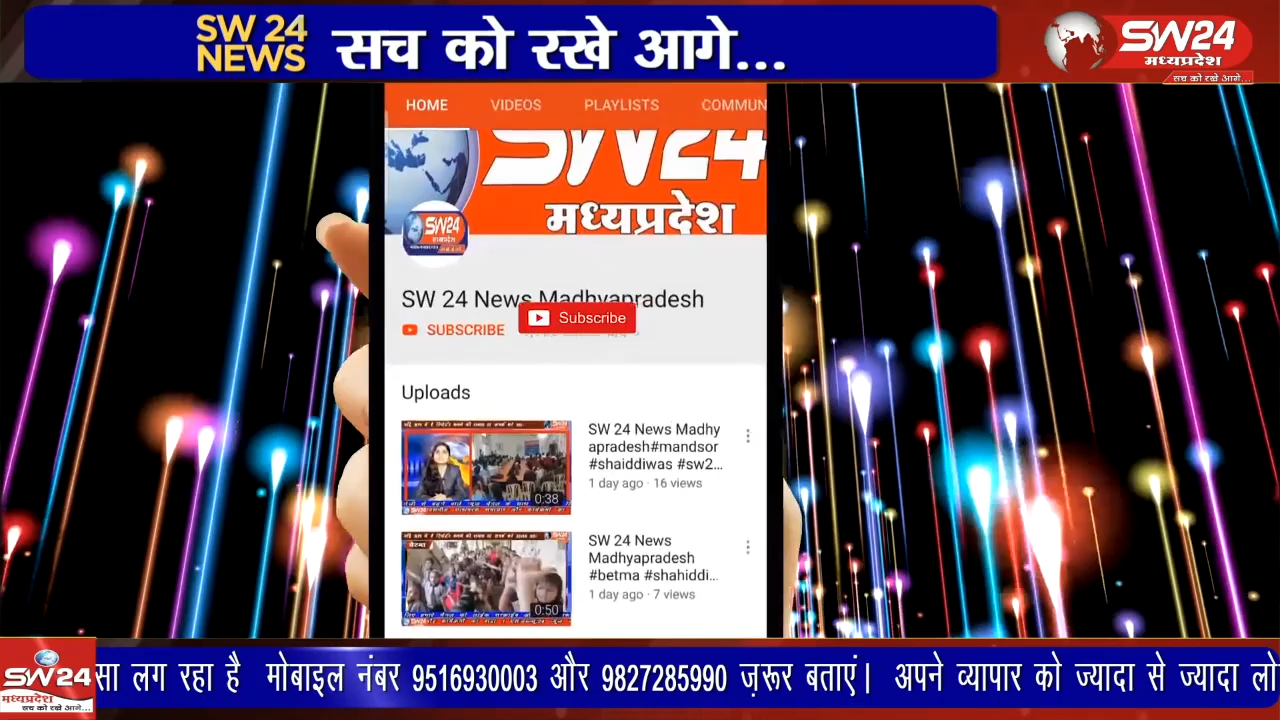 SW 24
NEWS
सच को रखे आगे...
SW24
मध्यप्रदेश
सच को रखे आगे...
HOME VIDEOS PLAYLISTS COMMUN
SW24
मध्यप्रदेश
SW24
SW 24 News Madhyapradesh
SUBSCRIBE
Subscribe
Uploads
SW 24 News Madhy
apradesh#mandsor
#shaiddiwas #sw2...
1 day ago · 16 views
0:38
SW 24 News
Madhyapradesh
#betma #shahiddi...
1 day ago · 7 views
0:50
SW24
मध्यप्रदेश
सच को रखे आगे...
सा लग रहा है मोबाइल नंबर 9516930003 और 9827285990 ज़रूर बताएं। अपने व्यापार को ज्यादा से ज्यादा लो